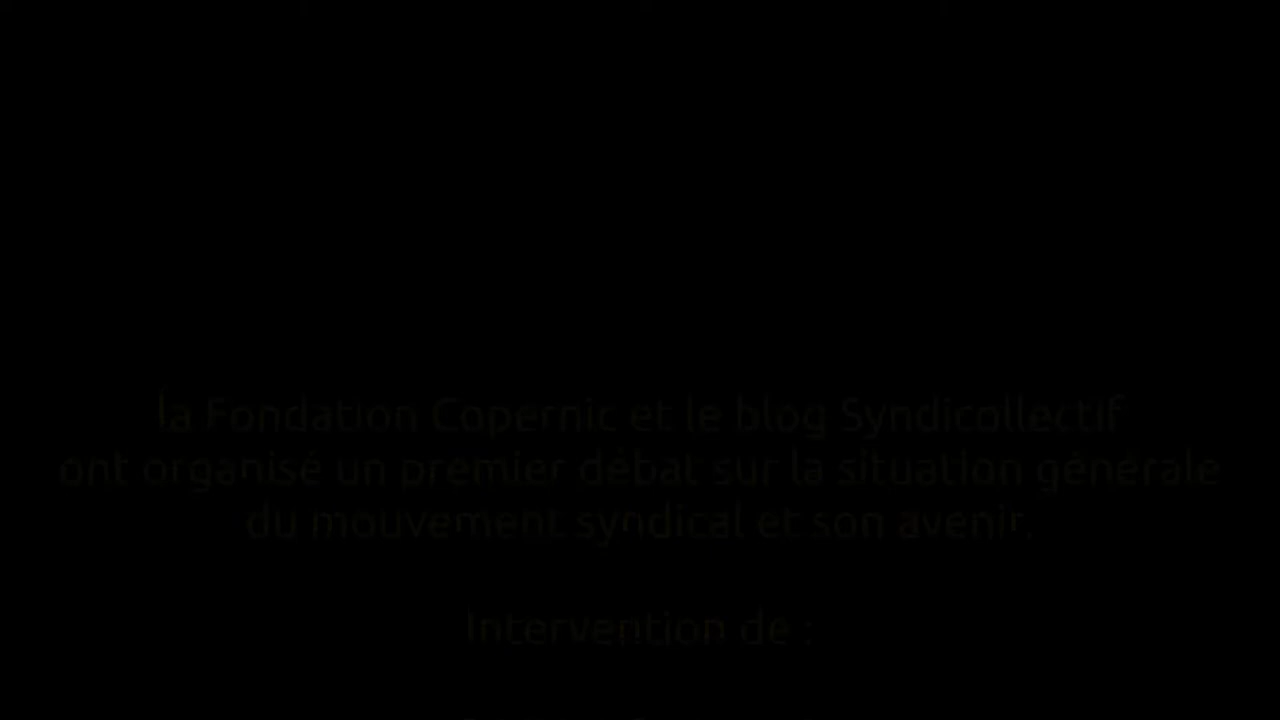 la Fondation Copernic et le blog Syndicollectif
ont organisé un premier débat sur la situation générale
du mouvement syndical et son avenir.
Intervention de :